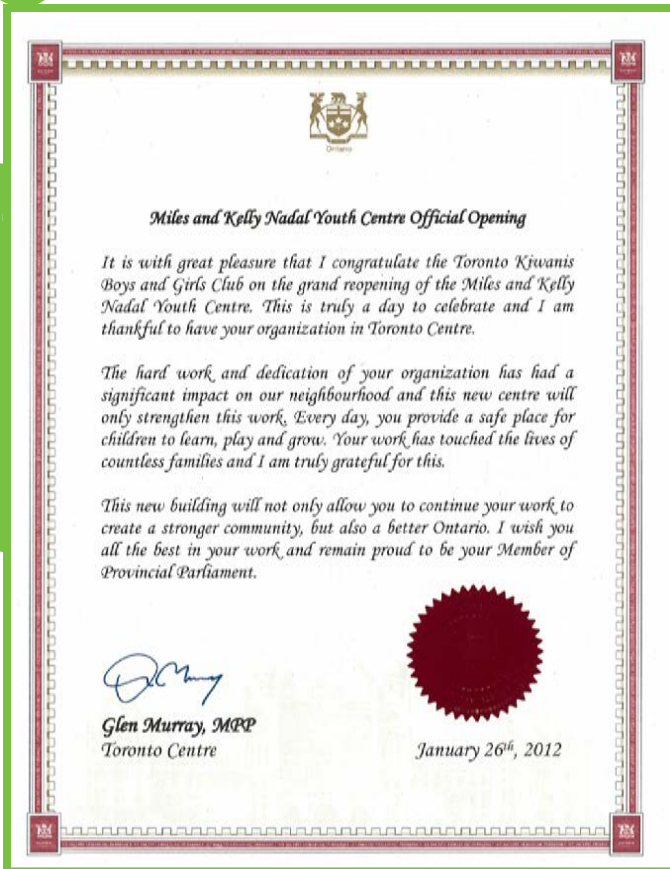 Ontario
Miles and Kelly Nadal Youth Centre Official Opening
It is with great pleasure that I congratulate the Toronto Kiwanis
Boys and Girls Club on the grand reopening of the Miles and Kelly
Nadal Youth Centre. This is truly a day to celebrate and I am
thankful to have your organization in Toronto Centre.
The hard work and dedication of your organization has had a
significant impact on our neighbourhood and this new centre will
only strengthen this work. Every day, you provide a safe place for
children to learn, play and grow. Your work has touched the lives of
countless families and I am truly grateful for this.
This new building will not only allow you to continue your work to
create a stronger community, but also a better Ontario. I wish you
all the best in your work and remain proud to be your Member of
Provincial Parliament.
Glen Murray, MPP
Toronto Centre
January 26th, 2012